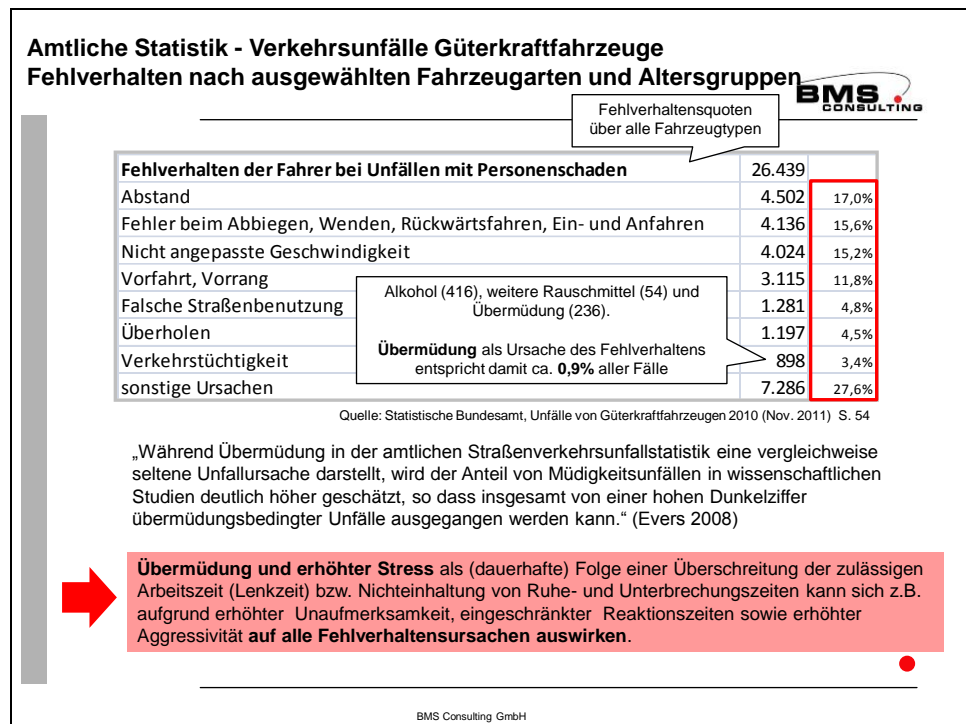 Amtliche Statistik - Verkehrsunfälle Güterkraftfahrzeuge
Fehlverhalten nach ausgewählten Fahrzeugarten und Altersgruppen
BMS
CONSULTING
Fehlverhaltensquoten
über alle Fahrzeugtypen
Fehlverhalten der Fahrer bei Unfällen mit Personenschaden 26.439
Abstand 4.502 17,0%
Fehler beim Abbiegen, Wenden, Rückwärtsfahren, Ein- und Anfahren 4.136 15,6%
Nicht angepasste Geschwindigkeit 4.024 15,2%
Vorfahrt, Vorrang 3.115 11,8%
Falsche Straßenbenutzung 1.281 4,8%
Überholen 1.197 4,5%
Verkehrstüchtigkeit 898 3,4%
sonstige Ursachen 7.286 27,6%
Alkohol (416), weitere Rauschmittel (54) und
Übermüdung (236).
Übermüdung als Ursache des Fehlverhaltens
entspricht damit ca. 0,9% aller Fälle
Quelle: Statistische Bundesamt, Unfälle von Güterkraftfahrzeugen 2010 (Nov. 2011) S. 54
„Während Übermüdung in der amtlichen Straßenverkehrsunfallstatistik eine vergleichweise
seltene Unfallursache darstellt, wird der Anteil von Müdigkeitsunfällen in wissenschaftlichen
Studien deutlich höher geschätzt, so dass insgesamt von einer hohen Dunkelziffer
übermüdungsbedingter Unfälle ausgegangen werden kann.“ (Evers 2008)
Übermüdung und erhöhter Stress als (dauerhafte) Folge einer Überschreitung der zulässigen
Arbeitszeit (Lenkzeit) bzw. Nichteinhaltung von Ruhe- und Unterbrechungszeiten kann sich z.B.
aufgrund erhöhter Unaufmerksamkeit, eingeschränkter Reaktionszeiten sowie erhöhter
Aggressivität auf alle Fehlverhaltensursachen auswirken.
BMS Consulting GmbH